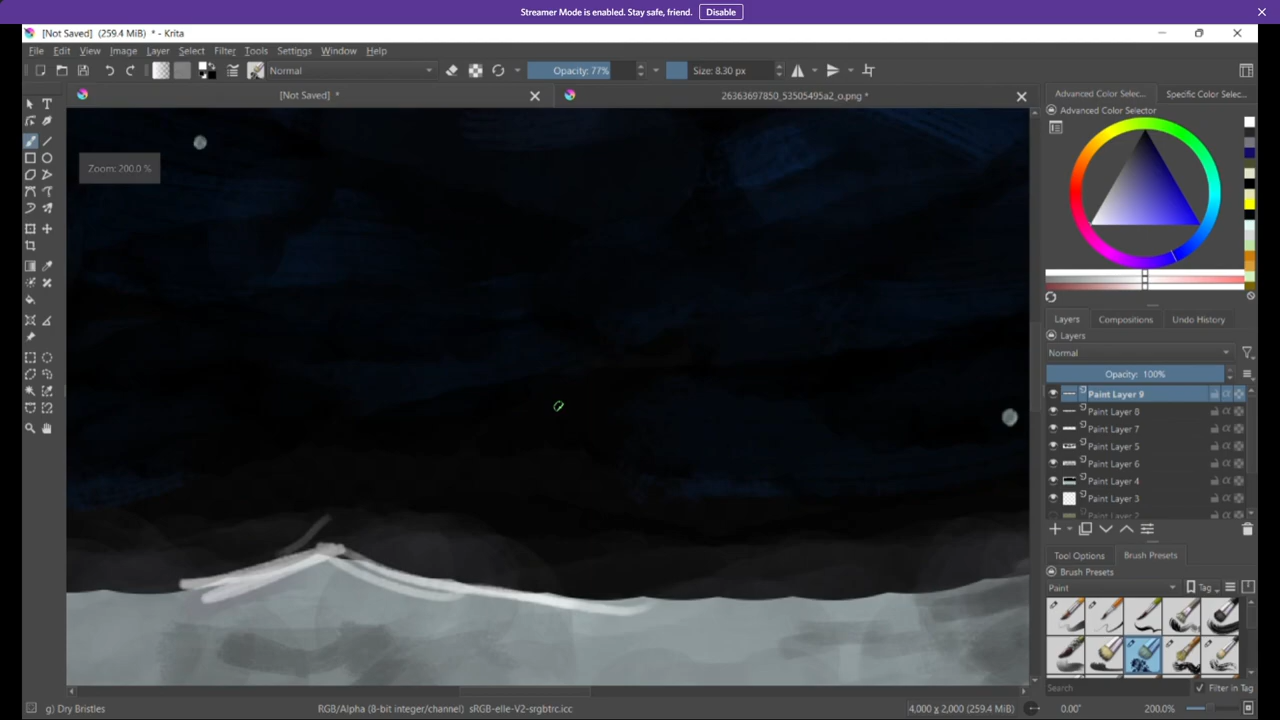 Streamer Mode is enabled. Stay safe, friend. Disable
[Not Saved] (259.4 MiB) * - Krita
File Edit View Image Layer Select Filter Tools Settings Window Help
Normal Opacity: 77% Size: 8.30 px
[Not Saved] * 26363697850_53505495a2_o.png *
Advanced Color Selec... Specific Color Selec...
Advanced Color Selector
Zoom: 200.0 %
Layers Compositions Undo History
Layers
Normal
Opacity: 100%
Paint Layer 9
Paint Layer 8
Paint Layer 7
Paint Layer 5
Paint Layer 6
Paint Layer 4
Paint Layer 3
Paint Layer 2
Tool Options Brush Presets
Brush Presets
Paint Tag
Search Filter in Tag
g) Dry Bristles RGB/Alpha (8-bit integer/channel) sRGB-elle-V2-srgbtrc.icc 4,000 x 2,000 (259.4 MiB) 0.00° 200.0%